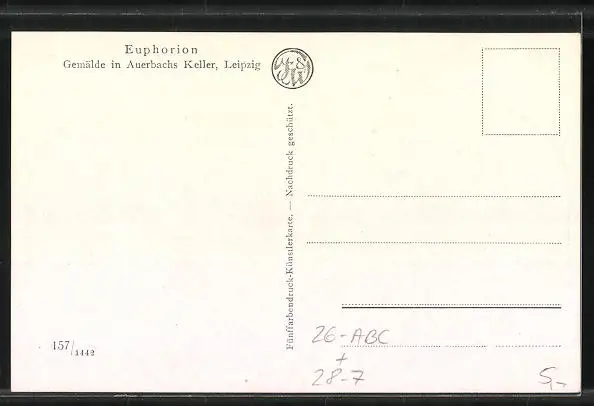 Euphorion
Gemälde in Auerbachs Keller, Leipzig
Fünffarbendruck-Künstlerkarte. — Nachdruck geschützt.
157/1442
26-ABC
+
28-7
5,-